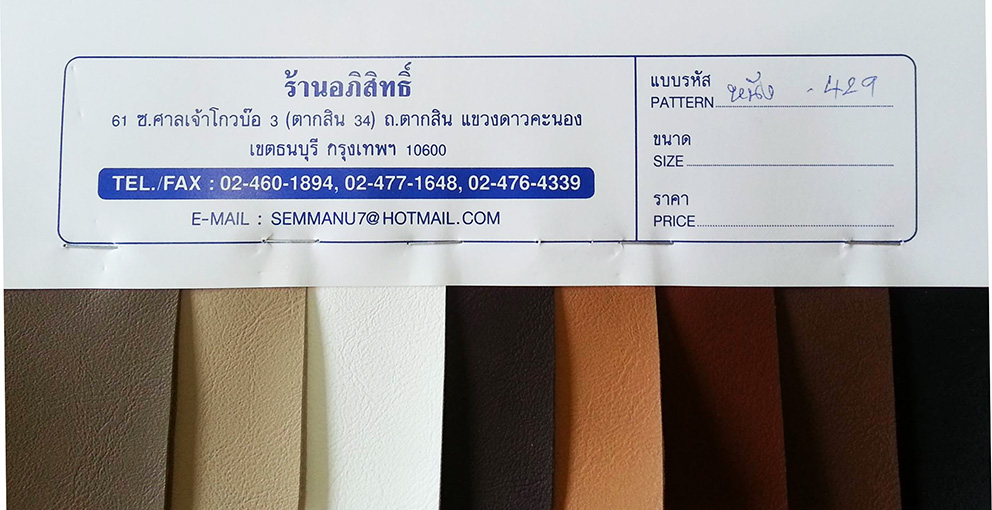 ร้านอภิสิทธิ์
61 ซ.ศาลเจ้าโกวบ๊อ 3 (ตากสิน 34) ถ.ตากสิน แขวงดาวคะนอง
เขตธนบุรี กรุงเทพฯ 10600
TEL./FAX : 02-460-1894, 02-477-1648, 02-476-4339
E-MAIL : SEMMANU7@HOTMAIL.COM
แบบรหัส
PATTERN หนัง - 429
ขนาด
SIZE
ราคา
PRICE